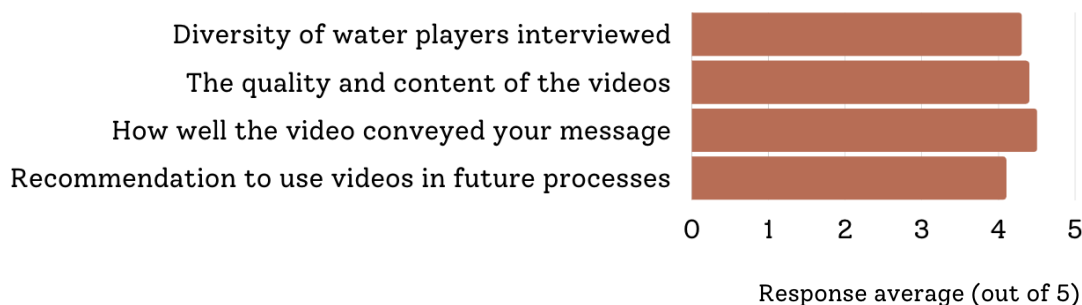 Diversity of water players interviewed
The quality and content of the videos
How well the video conveyed your message
Recommendation to use videos in future processes
0 1 2 3 4 5
Response average (out of 5)